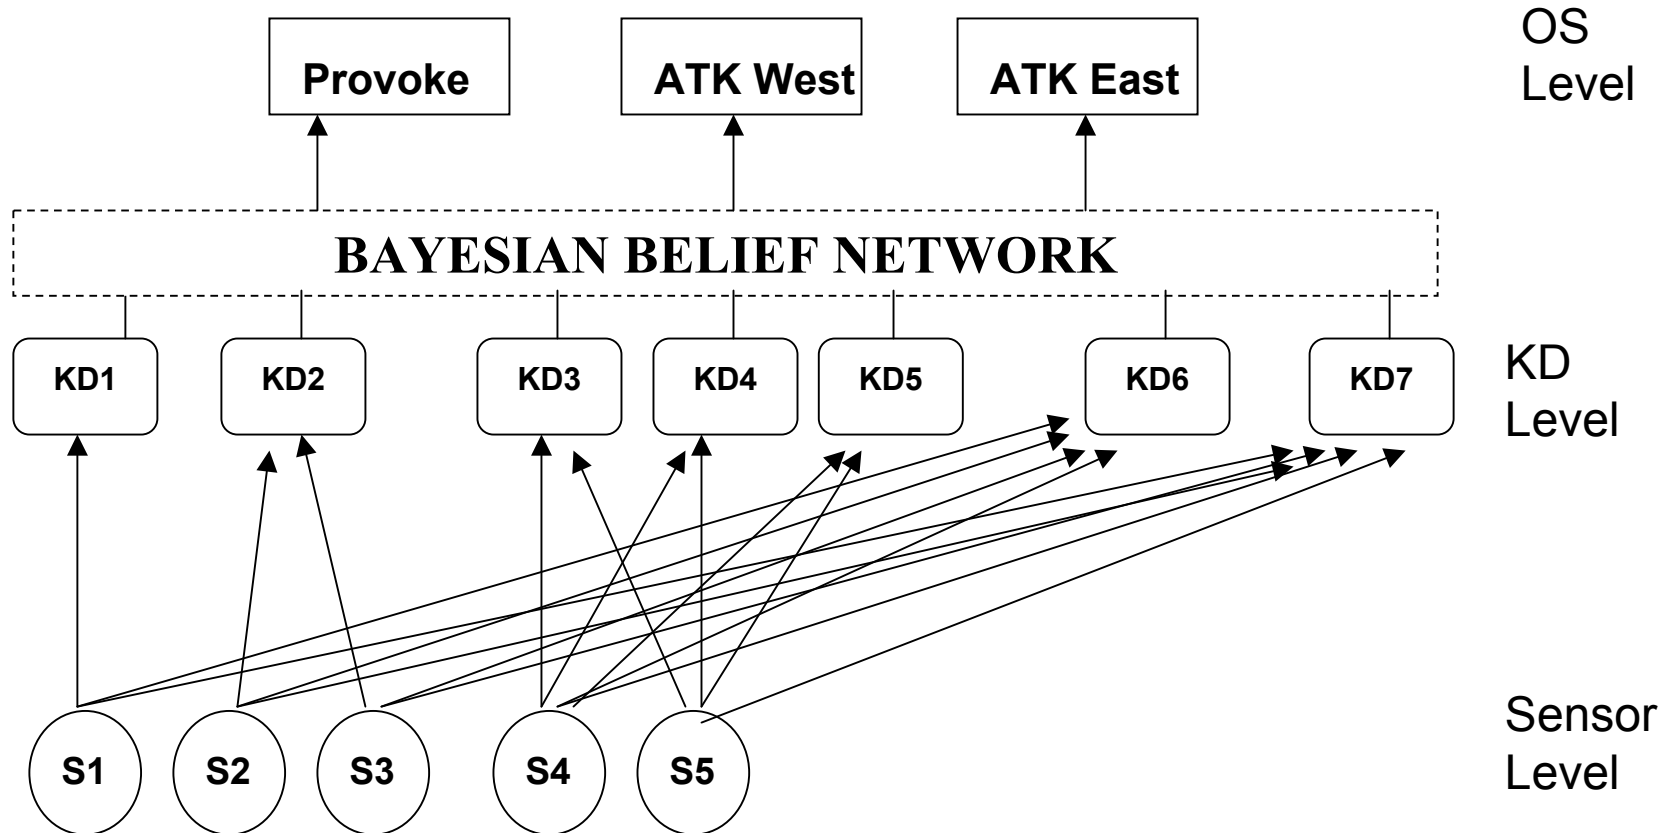 OS
Level
Provoke
ATK West
ATK East
BAYESIAN BELIEF NETWORK
KD1
KD2
KD3
KD4
KD5
KD6
KD7
KD
Level
S1
S2
S3
S4
S5
Sensor
Level